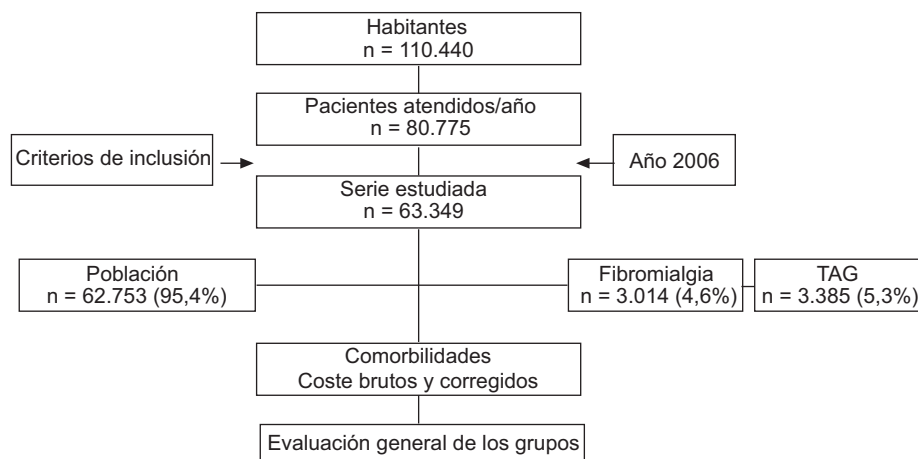 Habitantes
n = 110.440
Pacientes atendidos/año
n = 80.775
Criterios de inclusión
Año 2006
Serie estudiada
n = 63.349
Población
n = 62.753 (95,4%)
Fibromialgia
n = 3.014 (4,6%)
TAG
n = 3.385 (5,3%)
Comorbilidades
Coste brutos y corregidos
Evaluación general de los grupos